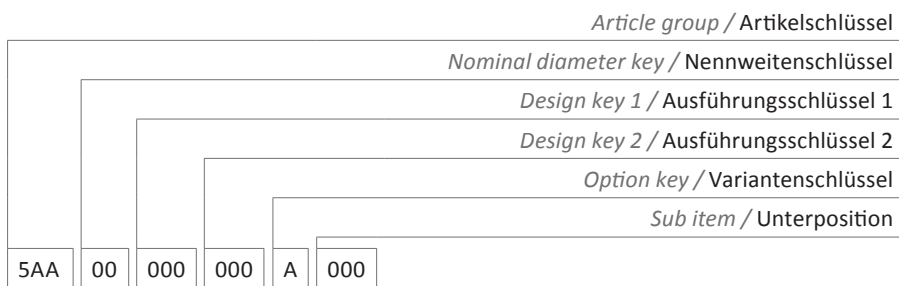 Article group / Artikelschlüssel
Nominal diameter key / Nennweitenschlüssel
Design key 1 / Ausführungsschlüssel 1
Design key 2 / Ausführungsschlüssel 2
Option key / Variantenschlüssel
Sub item / Unterposition
5AA 00 000 000 A 000